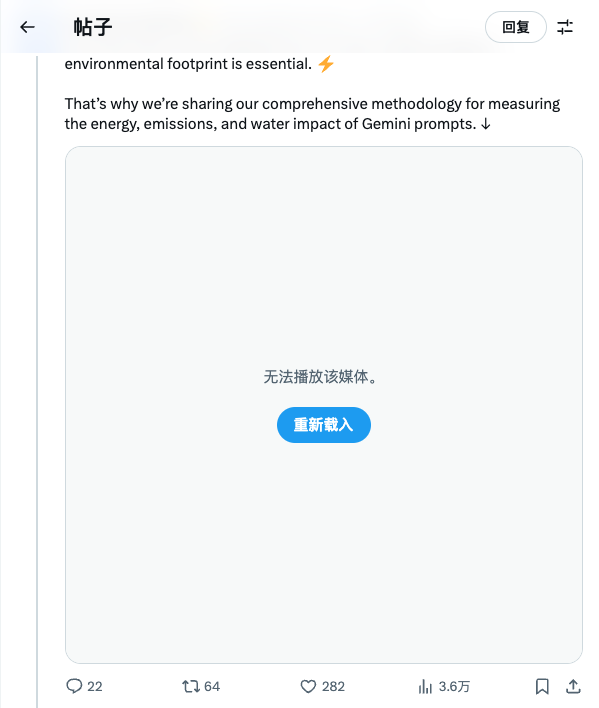 帖子
回复
environmental footprint is essential. ⚡
That’s why we’re sharing our comprehensive methodology for measuring
the energy, emissions, and water impact of Gemini prompts. ↓
无法播放该媒体。
重新载入
22 64 282 3.6万